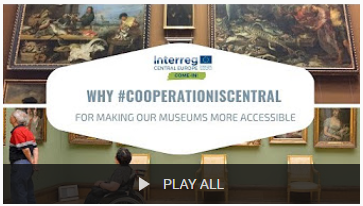 Interreg
CENTRAL EUROPE
COME-IN!
WHY #COOPERATIONISCENTRAL
FOR MAKING OUR MUSEUMS MORE ACCESSIBLE
PLAY ALL